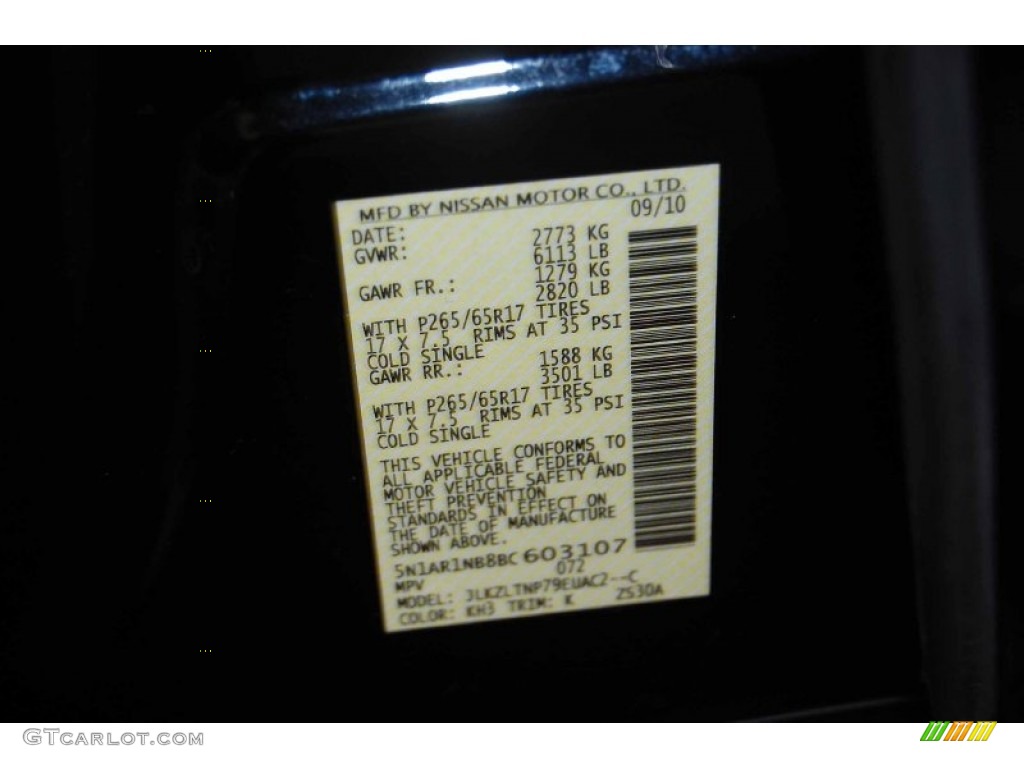 MFD BY NISSAN MOTOR CO., LTD.
DATE: 09/10
GVWR: 2773 KG
6113 LB
GAWR FR.: 1279 KG
2820 LB
WITH P265/65R17 TIRES
17 X 7.5 RIMS AT 35 PSI
COLD SINGLE
GAWR RR.: 1588 KG
3501 LB
WITH P265/65R17 TIRES
17 X 7.5 RIMS AT 35 PSI
COLD SINGLE
THIS VEHICLE CONFORMS TO
ALL APPLICABLE FEDERAL
MOTOR VEHICLE SAFETY AND
THEFT PREVENTION
STANDARDS IN EFFECT ON
THE DATE OF MANUFACTURE
SHOWN ABOVE.
5N1AR1NB8BC603107
MPV 072
MODEL: 3LKZLTNP79EUAC2--C
COLOR: KH3 TRIM: K ZS30A
GTCarLot.com